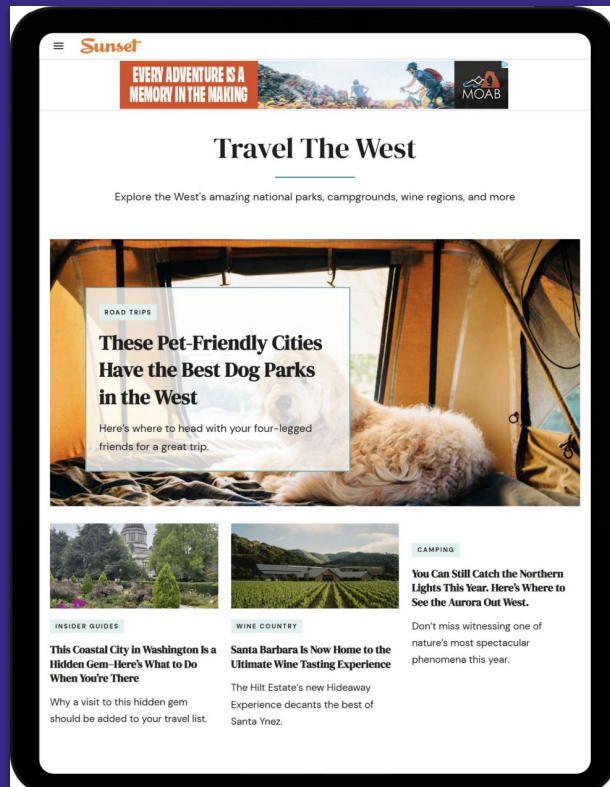 Sunset
EVERY ADVENTURE IS A
MEMORY IN THE MAKING
MOAB
Travel The West
Explore the West's amazing national parks, campgrounds, wine regions, and more
ROAD TRIPS
These Pet-Friendly Cities
Have the Best Dog Parks
in the West
Here's where to head with your four-legged
friends for a great trip.
INSIDER GUIDES
This Coastal City in Washington Is a
Hidden Gem–Here's What to Do
When You're There
Why a visit to this hidden gem
should be added to your travel list.
WINE COUNTRY
Santa Barbara Is Now Home to the
Ultimate Wine Tasting Experience
The Hilt Estate's new Hideaway
Experience decants the best of
Santa Ynez.
CAMPING
You Can Still Catch the Northern
Lights This Year. Here's Where to
See the Aurora Out West.
Don't miss witnessing one of
nature's most spectacular
phenomena this year.